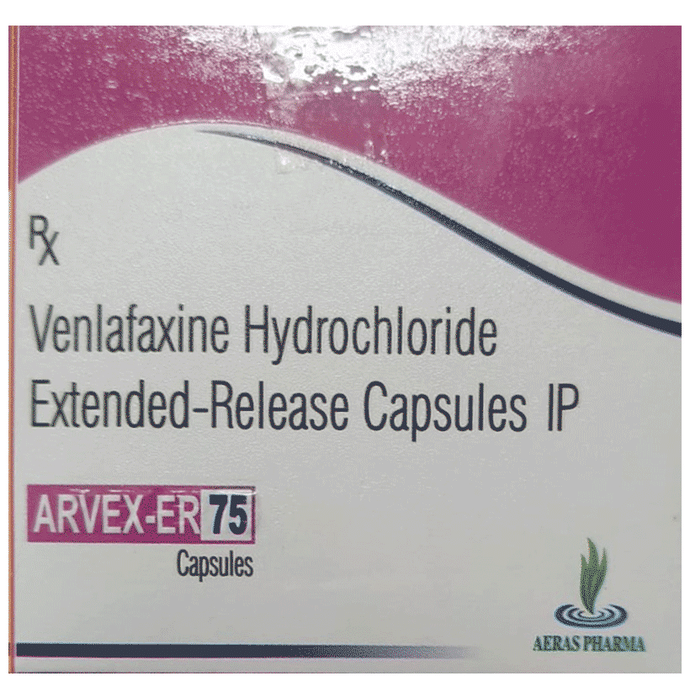 Rx
Venlafaxine Hydrochloride
Extended-Release Capsules IP
ARVEX-ER 75
Capsules
AERAS PHARMA